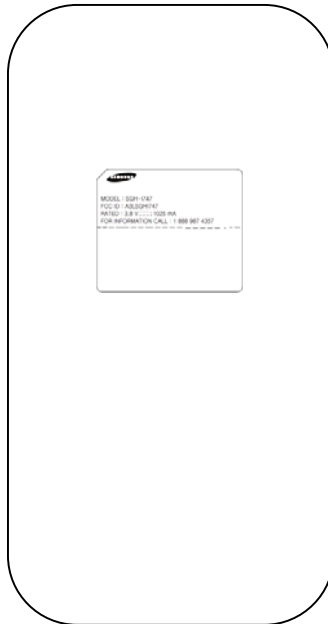 SAMSUNG
MODEL : SGH-I747
FCC ID : A3LSGHI747
RATED : 3.8 V 1025 mA
FOR INFORMATION CALL : 1 888 987 4357